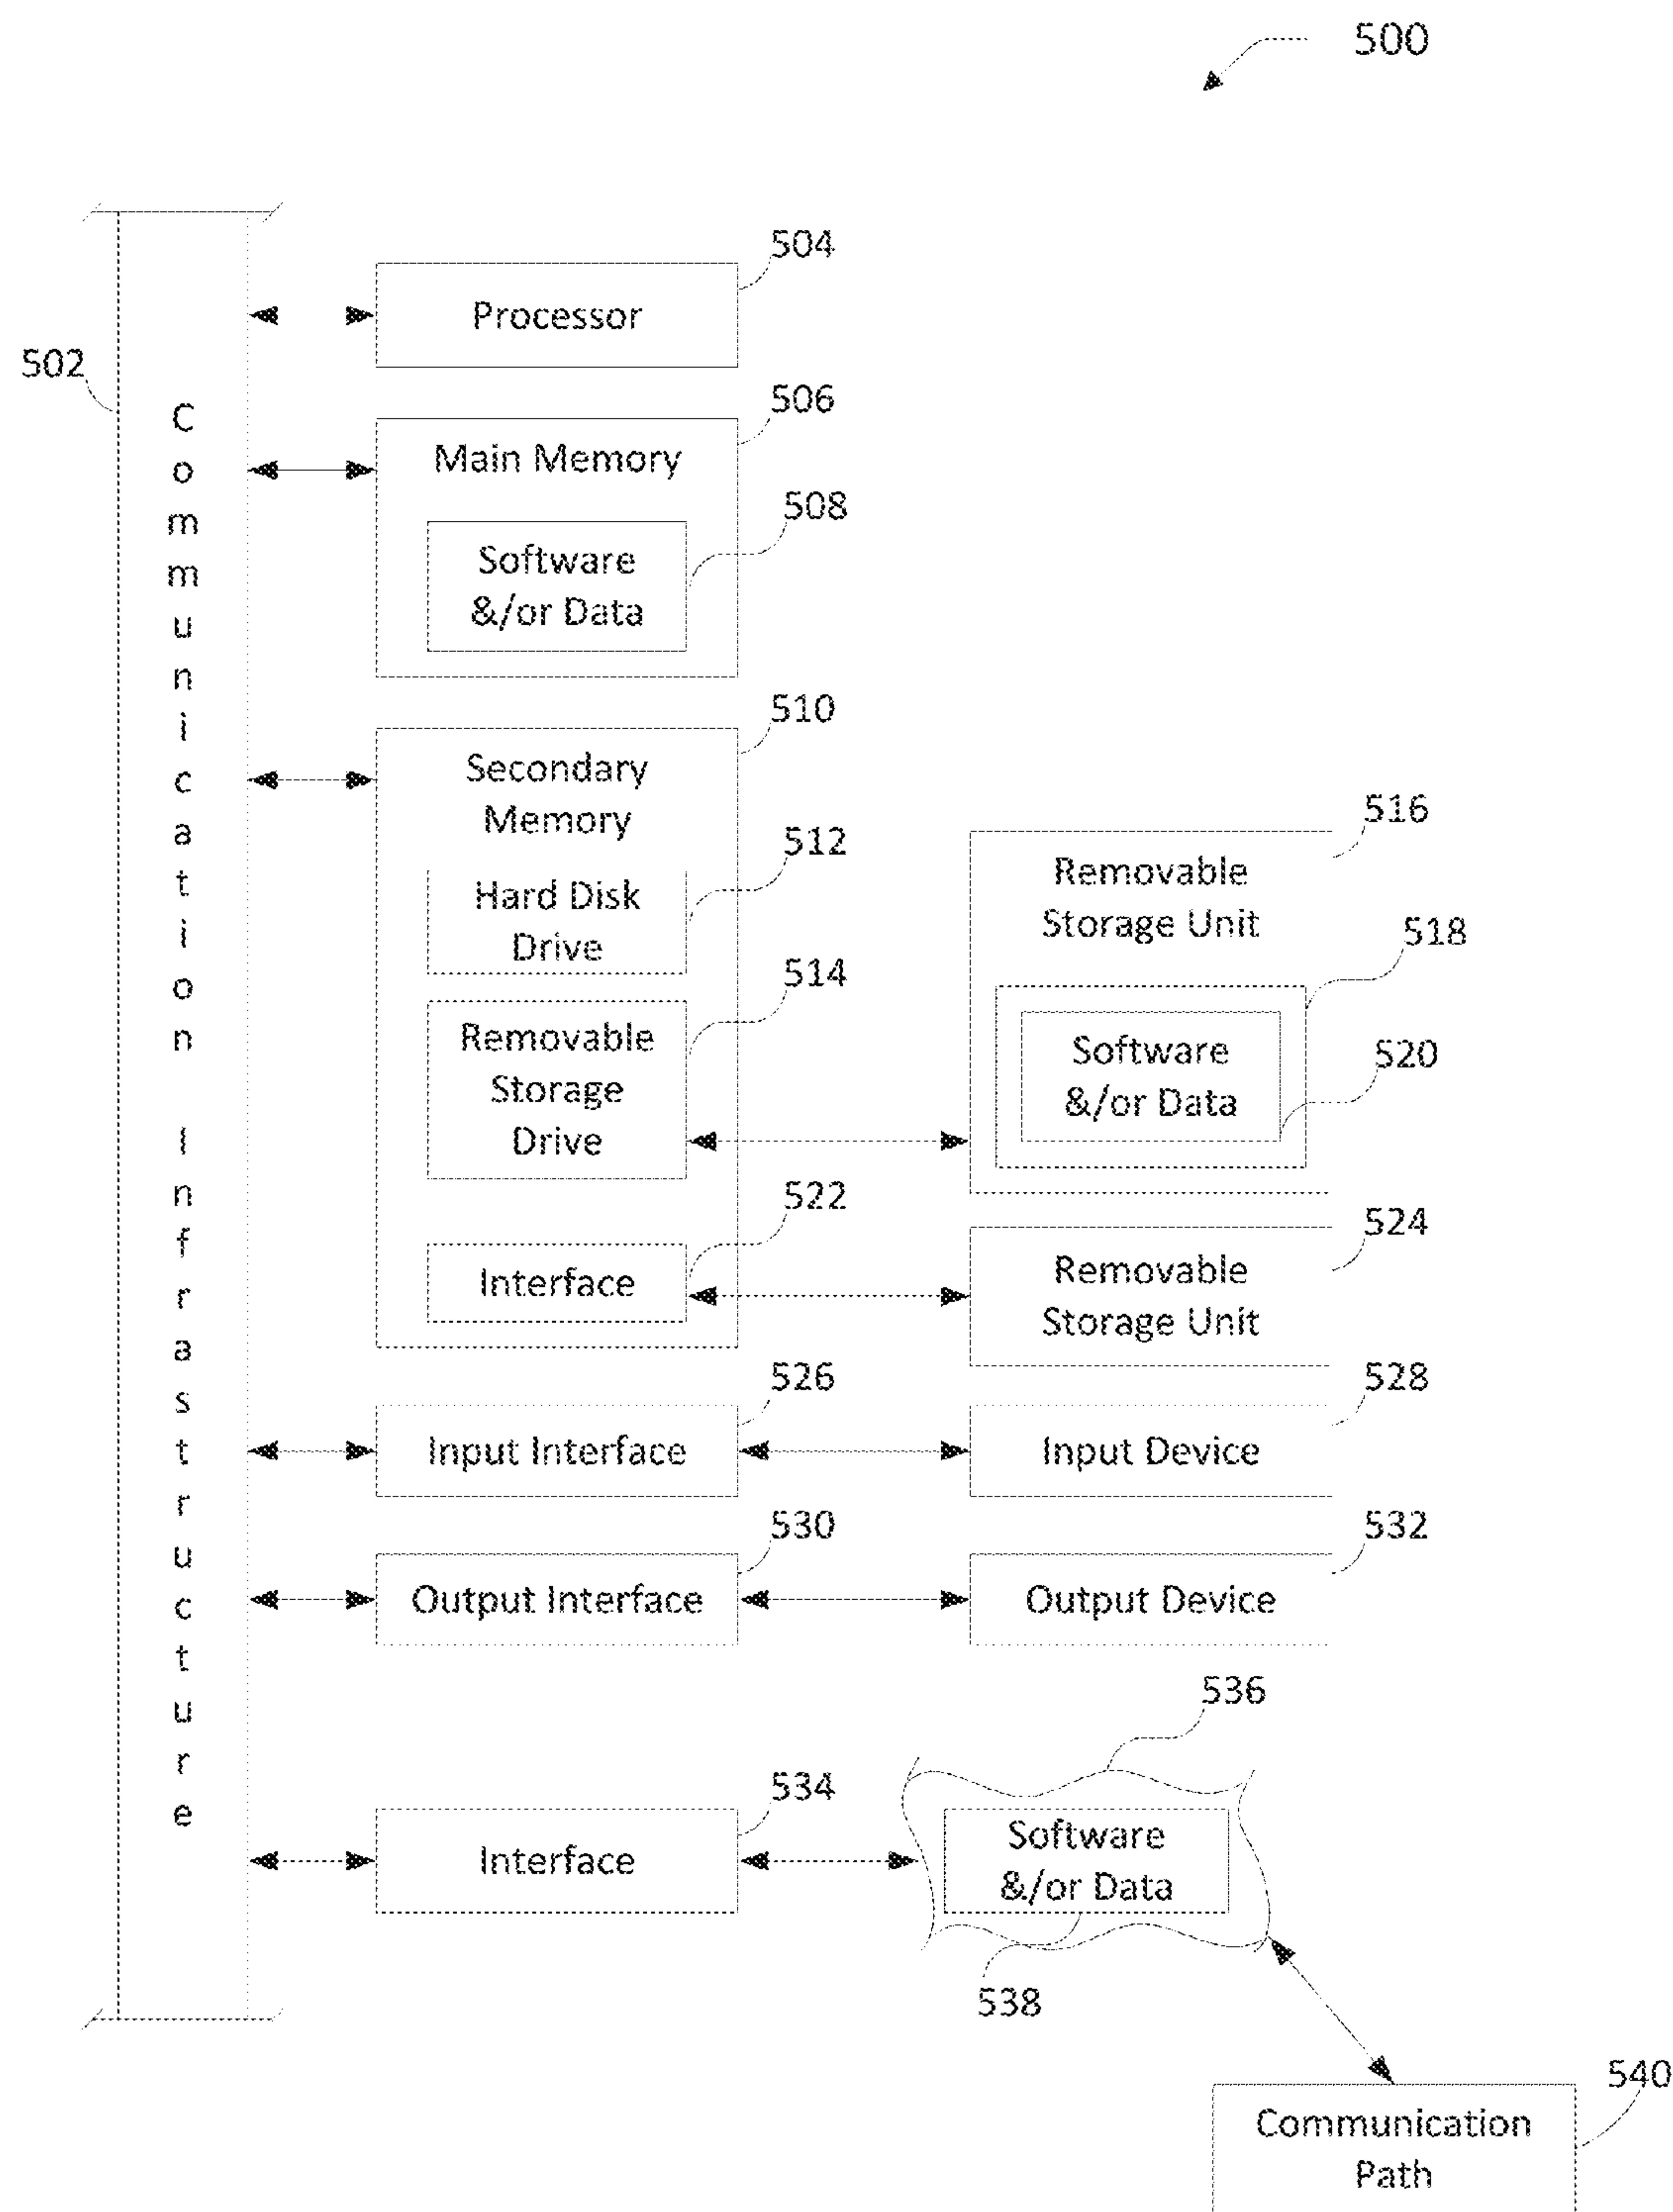 500
504
Processor
502
Communication Infrastructure
506
Main Memory
508
Software
&/or Data
510
Secondary
Memory
512
Hard Disk
Drive
514
Removable
Storage
Drive
516
Removable
Storage Unit
518
Software
&/or Data
520
522
Interface
524
Removable
Storage Unit
526
Input Interface
528
Input Device
530
Output Interface
532
Output Device
534
Interface
536
Software
&/or Data
538
540
Communication
Path